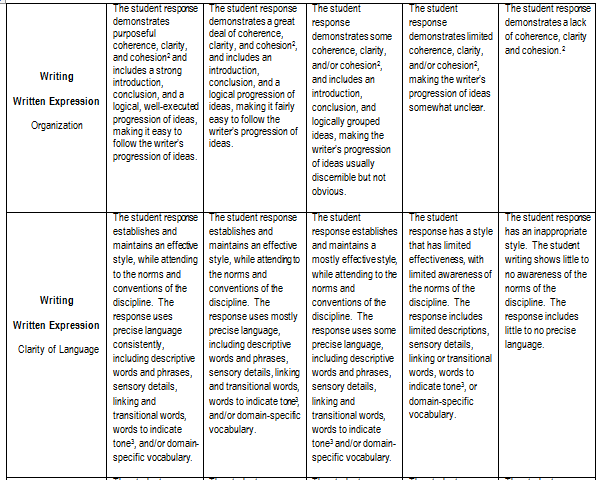 Writing
Written Expression
Organization
The student response
demonstrates
purposeful
coherence, clarity,
and cohesion² and
includes a strong
introduction,
conclusion, and a
logical, well-executed
progression of ideas,
making it easy to
follow the writer's
progression of ideas.
The student response
demonstrates a great
deal of coherence,
clarity, and cohesion²,
and includes an
introduction,
conclusion, and a
logical progression of
ideas, making it fairly
easy to follow the
writer's progression of
ideas.
The student
response
demonstrates some
coherence, clarity,
and/or cohesion²,
and includes an
introduction,
conclusion, and
logically grouped
ideas, making the
writer's progression
of ideas usually
discernible but not
obvious.
The student
response
demonstrates limited
coherence, clarity,
and/or cohesion²,
making the writer's
progression of ideas
somewhat unclear.
The student response
demonstrates a lack
of coherence, clarity
and cohesion.²
Writing
Written Expression
Clarity of Language
The student response
establishes and
maintains an effective
style, while attending
to the norms and
conventions of the
discipline. The
response uses
precise language
consistently,
including descriptive
words and phrases,
sensory details,
linking and
transitional words,
words to indicate
tone³, and/or domain-
specific vocabulary.
The student response
establishes and
maintains an effective
style, while attending to
the norms and
conventions of the
discipline. The
response uses mostly
precise language,
including descriptive
words and phrases,
sensory details, linking
and transitional words,
words to indicate tone³,
and/or domain-specific
vocabulary.
The student
response establishes
and maintains a
mostly effective style,
while attending to the
norms and
conventions of the
discipline. The
response uses some
precise language,
including descriptive
words and phrases,
sensory details,
linking and
transitional words,
words to indicate
tone³ and/or domain-
specific vocabulary.
The student
response has a style
that has limited
effectiveness, with
limited awareness of
the norms of the
discipline. The
response includes
limited descriptions,
sensory details,
linking or transitional
words, words to
indicate tone³, or
domain-specific
vocabulary.
The student response
has an inappropriate
style. The student
writing shows little to
no awareness of the
norms of the
discipline. The
response includes
little to no precise
language.